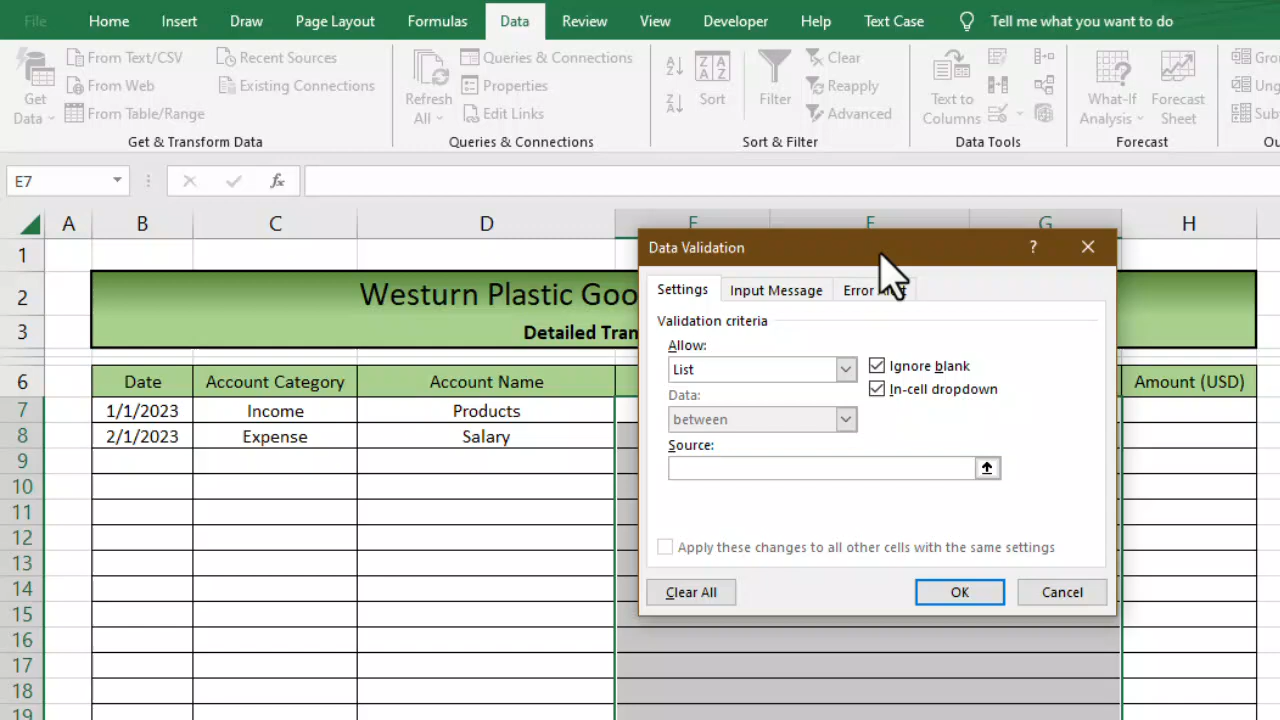 File Home Insert Draw Page Layout Formulas Data Review View Developer Help Text Case Tell me what you want to do
From Text/CSV Recent Sources Queries & Connections Clear
From Web Existing Connections Properties Reapply
From Table/Range Edit Links Advanced
Get Data Refresh All Sort Filter Text to Columns What-If Analysis Forecast Sheet
Get & Transform Data Queries & Connections Sort & Filter Data Tools Forecast
E7 fx
A B C D E F G H
1
2 Westurn Plastic Goo
3 Detailed Tran
6 Date Account Category Account Name Amount (USD)
7 1/1/2023 Income Products
8 2/1/2023 Expense Salary
9
10
11
12
13
14
15
16
17
18
19
Data Validation ?
Settings Input Message Error
Validation criteria
Allow:
List Ignore blank
In-cell dropdown
Data:
between
Source:
Apply these changes to all other cells with the same settings
Clear All OK Cancel